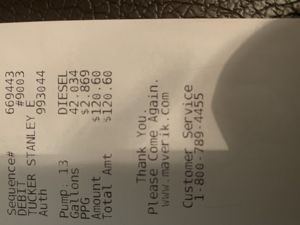 Sequence# 669443
DEBIT #9003
TUCKER STANLEY E
Auth 993044
Pump. 13 DIESEL
Gallons 42.034
PPG $2.869
Amount $120.60
Total Amt $120.60
Thank You.
Please Come Again.
www.maverik.com
Customer Service
1-800-789-4455